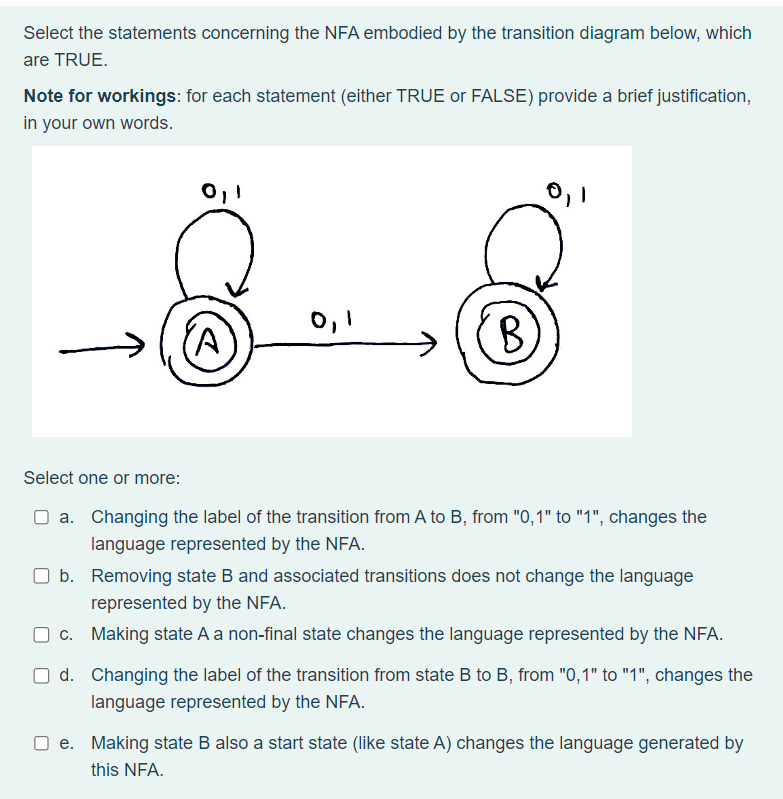 Select the statements concerning the NFA embodied by the transition diagram below, which
are TRUE.
Note for workings: for each statement (either TRUE or FALSE) provide a brief justification,
in your own words.
0,1 0,1
0,1
A B
Select one or more:
a. Changing the label of the transition from A to B, from "0,1" to "1", changes the
language represented by the NFA.
b. Removing state B and associated transitions does not change the language
represented by the NFA.
c. Making state A a non-final state changes the language represented by the NFA.
d. Changing the label of the transition from state B to B, from "0,1" to "1", changes the
language represented by the NFA.
e. Making state B also a start state (like state A) changes the language generated by
this NFA.